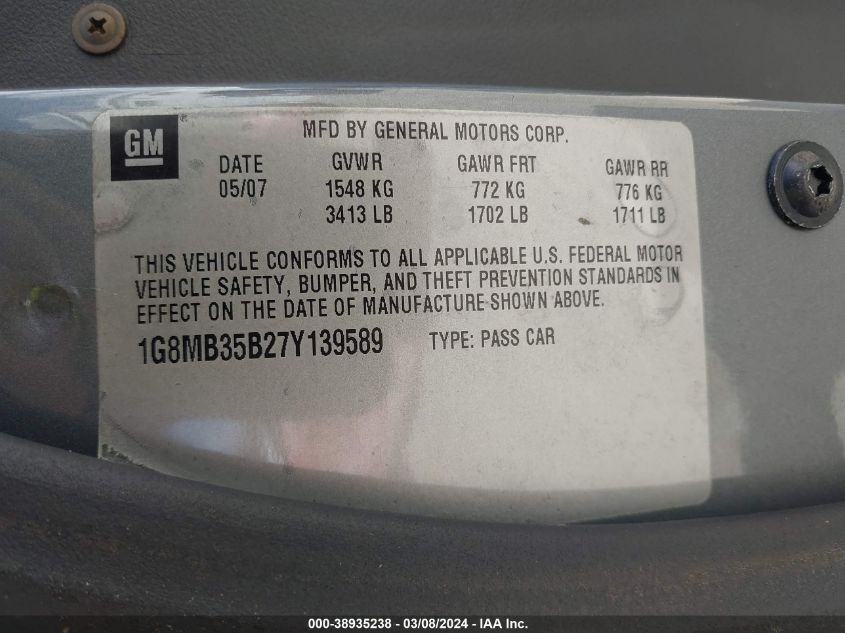 GM ®
MFD BY GENERAL MOTORS CORP.
DATE GVWR GAWR FRT GAWR RR
05/07 1548 KG 772 KG 776 KG
3413 LB 1702 LB 1711 LB
THIS VEHICLE CONFORMS TO ALL APPLICABLE U.S. FEDERAL MOTOR
VEHICLE SAFETY, BUMPER, AND THEFT PREVENTION STANDARDS IN
EFFECT ON THE DATE OF MANUFACTURE SHOWN ABOVE.
1G8MB35B27Y139589 TYPE: PASS CAR
000-38935238 - 03/08/2024 - IAA Inc.